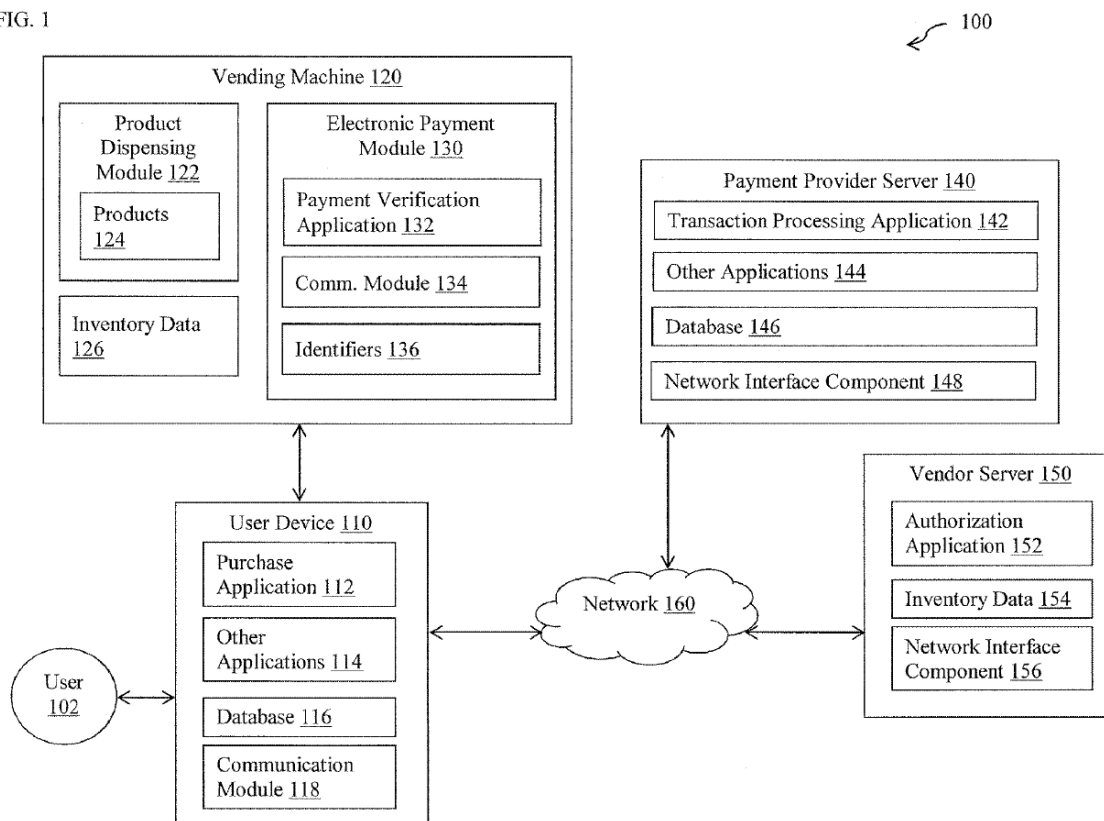 FIG. 1
100
Vending Machine 120
Product
Dispensing
Module 122
Products
124
Inventory Data
126
Electronic Payment
Module 130
Payment Verification
Application 132
Comm. Module 134
Identifiers 136
Payment Provider Server 140
Transaction Processing Application 142
Other Applications 144
Database 146
Network Interface Component 148
Vendor Server 150
Authorization
Application 152
Inventory Data 154
Network Interface
Component 156
User Device 110
Purchase
Application 112
Other
Applications 114
Database 116
Communication
Module 118
Network 160
User
102